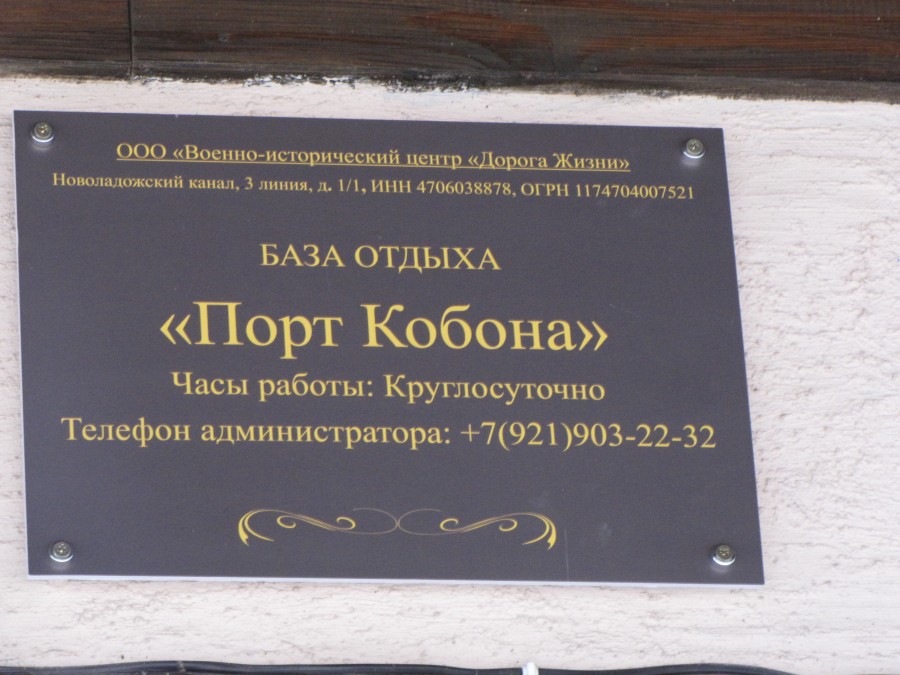 ООО «Военно-исторический центр «Дорога Жизни»
Новоладожский канал, 3 линия, д. 1/1, ИНН 4706038878, ОГРН 1174704007521
БАЗА ОТДЫХА
«Порт Кобона»
Часы работы: Круглосуточно
Телефон администратора: +7(921)903-22-32